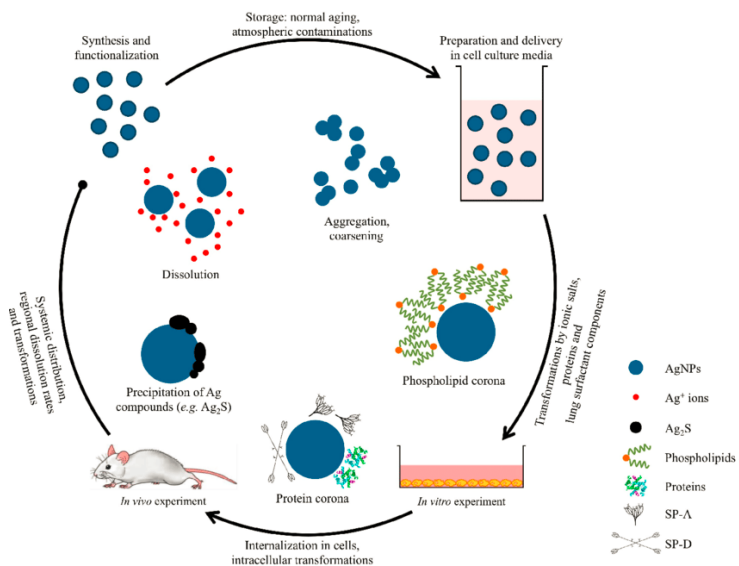 Storage: normal aging,
atmospheric contaminations
Synthesis and
functionalization
Preparation and delivery
in cell culture media
Aggregation,
coarsening
Dissolution
Systemic distribution,
regional dissolution rates
and transformations
Transformations by ionic salts,
proteins and
lung surfactant components
Phospholipid corona
Precipitation of Ag
compounds (e.g. Ag₂S)
Protein corona
In vivo experiment
In vitro experiment
Internalization in cells,
intracellular transformations
AgNPs
Ag⁺ ions
Ag₂S
Phospholipids
Proteins
SP-A
SP-D